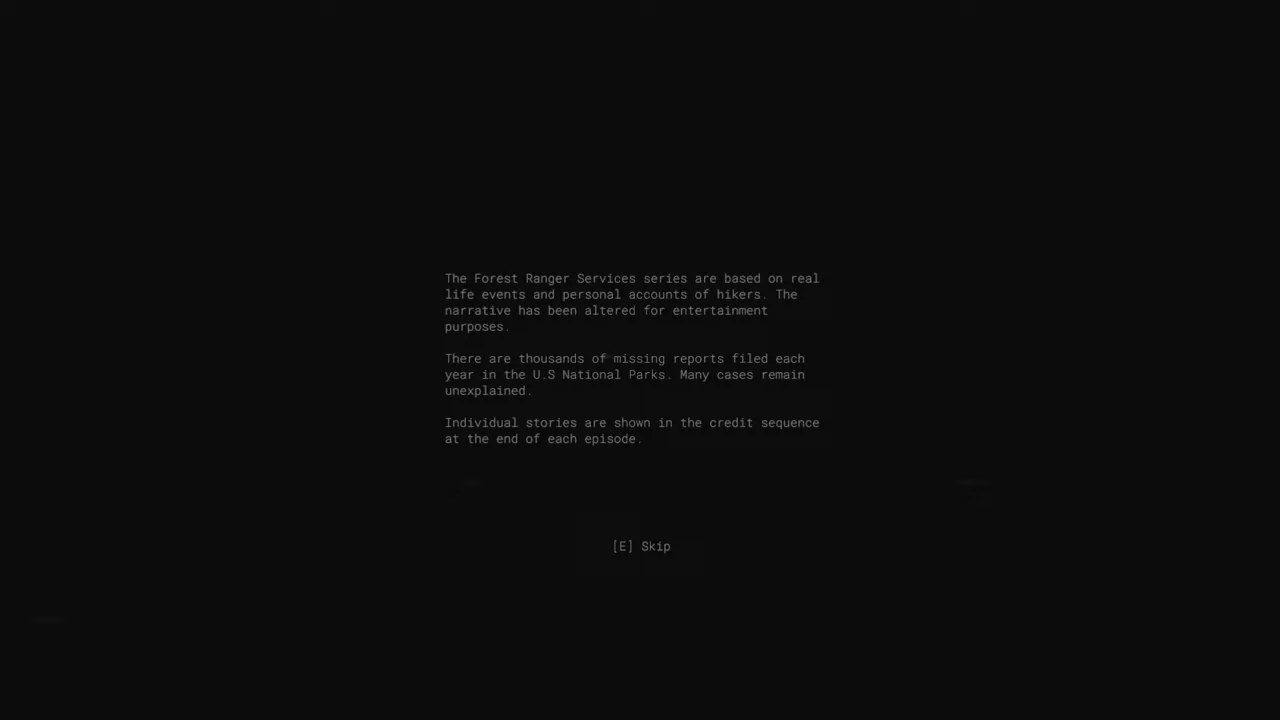 The Forest Ranger Services series are based on real
life events and personal accounts of hikers. The
narrative has been altered for entertainment
purposes.
There are thousands of missing reports filed each
year in the U.S National Parks. Many cases remain
unexplained.
Individual stories are shown in the credit sequence
at the end of each episode.
[E] Skip